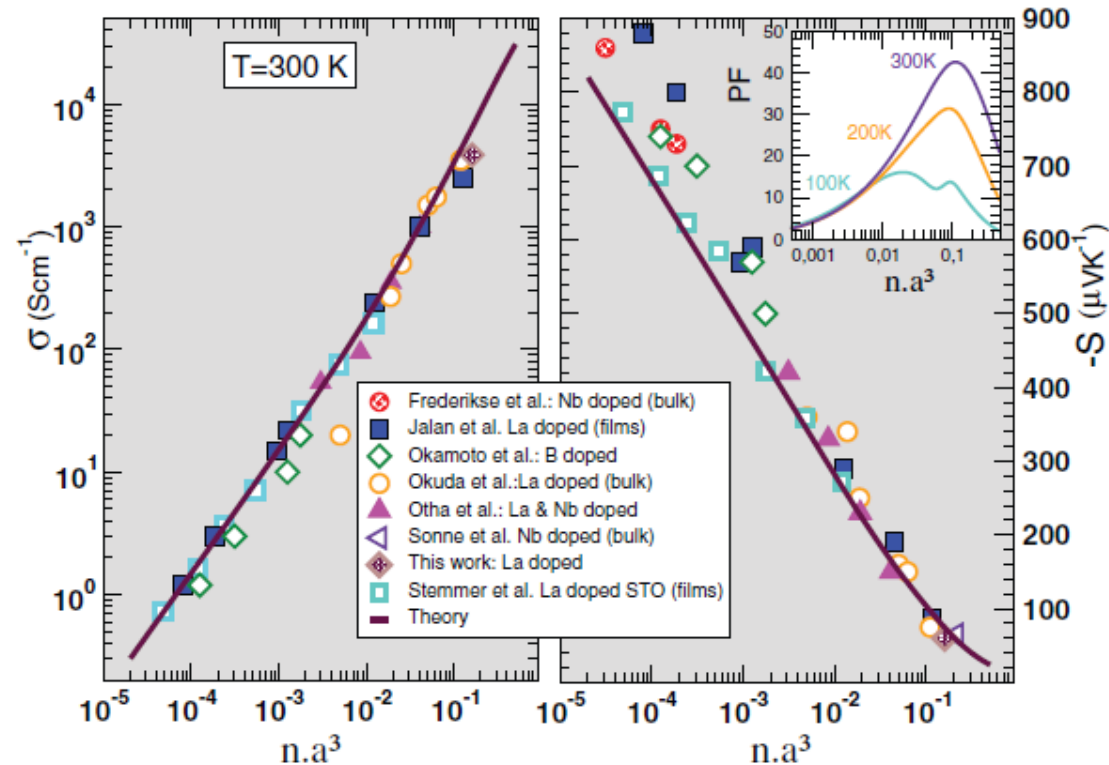 T=300 K
σ (Scm⁻¹)
10⁴
10³
10²
10¹
10⁰
10⁻⁵ 10⁻⁴ 10⁻³ 10⁻² 10⁻¹
n.a³
Frederikse et al.: Nb doped (bulk)
Jalan et al. La doped (films)
Okamoto et al.: B doped
Okuda et al.:La doped (bulk)
Otha et al.: La & Nb doped
Sonne et al. Nb doped (bulk)
This work: La doped
Stemmer et al. La doped STO (films)
Theory
PF
50
40
30
20
10
0
300K
200K
100K
0,001 0,01 0,1
n.a³
900
800
700
600
500
400
300
200
100
-S (μVK⁻¹)
10⁻⁵ 10⁻⁴ 10⁻³ 10⁻² 10⁻¹
n.a³